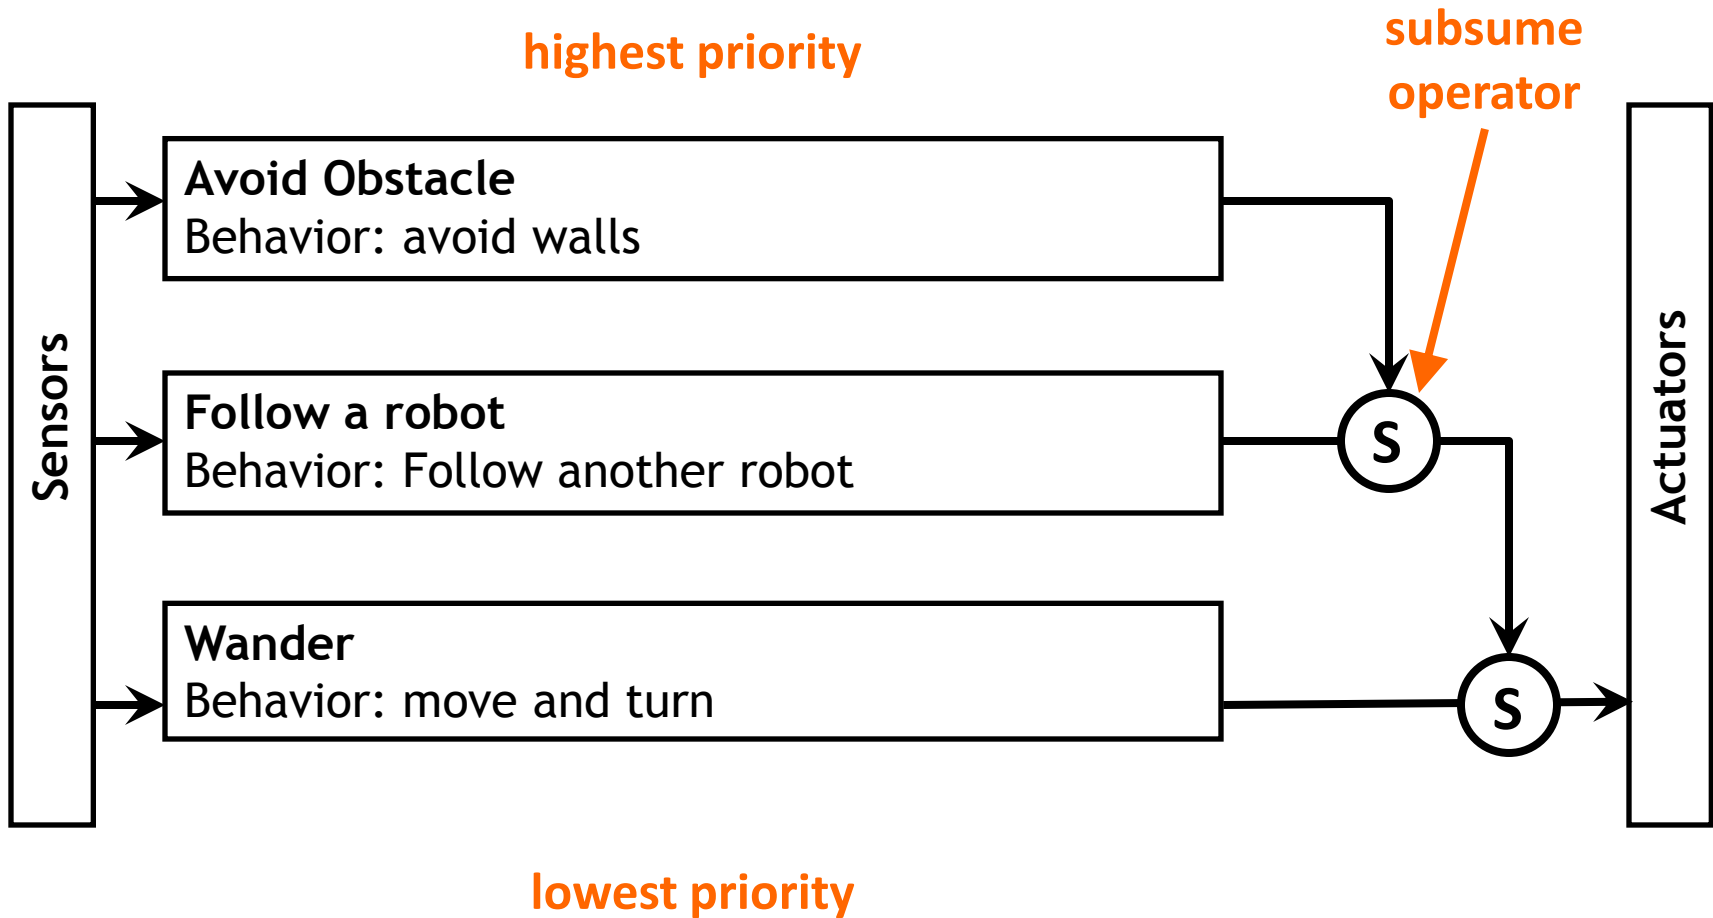 highest priority
subsume
operator
Sensors
Avoid Obstacle
Behavior: avoid walls
Follow a robot
Behavior: Follow another robot
S
Wander
Behavior: move and turn
S
Actuators
lowest priority